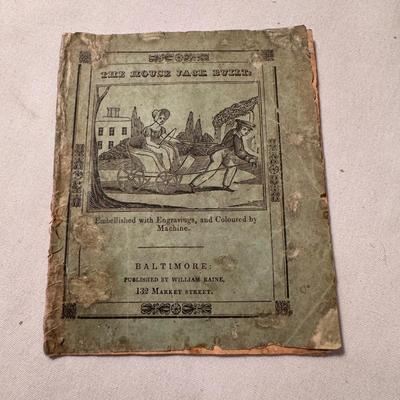 THE HOUSE JACK BUILT.
Embellished with Engravings, and Coloured by
Machine.
BALTIMORE:
PUBLISHED BY WILLIAM RAINE,
132 MARKET STREET.